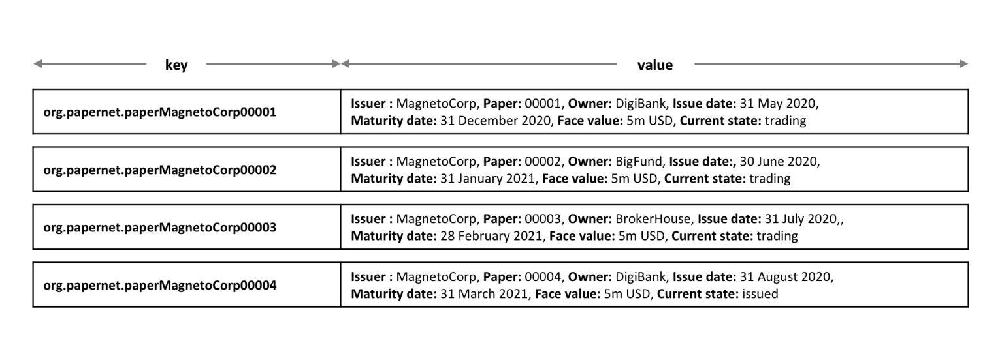 key value
org.papernet.paperMagnetoCorp00001
Issuer : MagnetoCorp, Paper: 00001, Owner: DigiBank, Issue date: 31 May 2020,
Maturity date: 31 December 2020, Face value: 5m USD, Current state: trading
org.papernet.paperMagnetoCorp00002
Issuer : MagnetoCorp, Paper: 00002, Owner: BigFund, Issue date:, 30 June 2020,
Maturity date: 31 January 2021, Face value: 5m USD, Current state: trading
org.papernet.paperMagnetoCorp00003
Issuer : MagnetoCorp, Paper: 00003, Owner: BrokerHouse, Issue date: 31 July 2020,,
Maturity date: 28 February 2021, Face value: 5m USD, Current state: trading
org.papernet.paperMagnetoCorp00004
Issuer : MagnetoCorp, Paper: 00004, Owner: DigiBank, Issue date: 31 August 2020,
Maturity date: 31 March 2021, Face value: 5m USD, Current state: issued